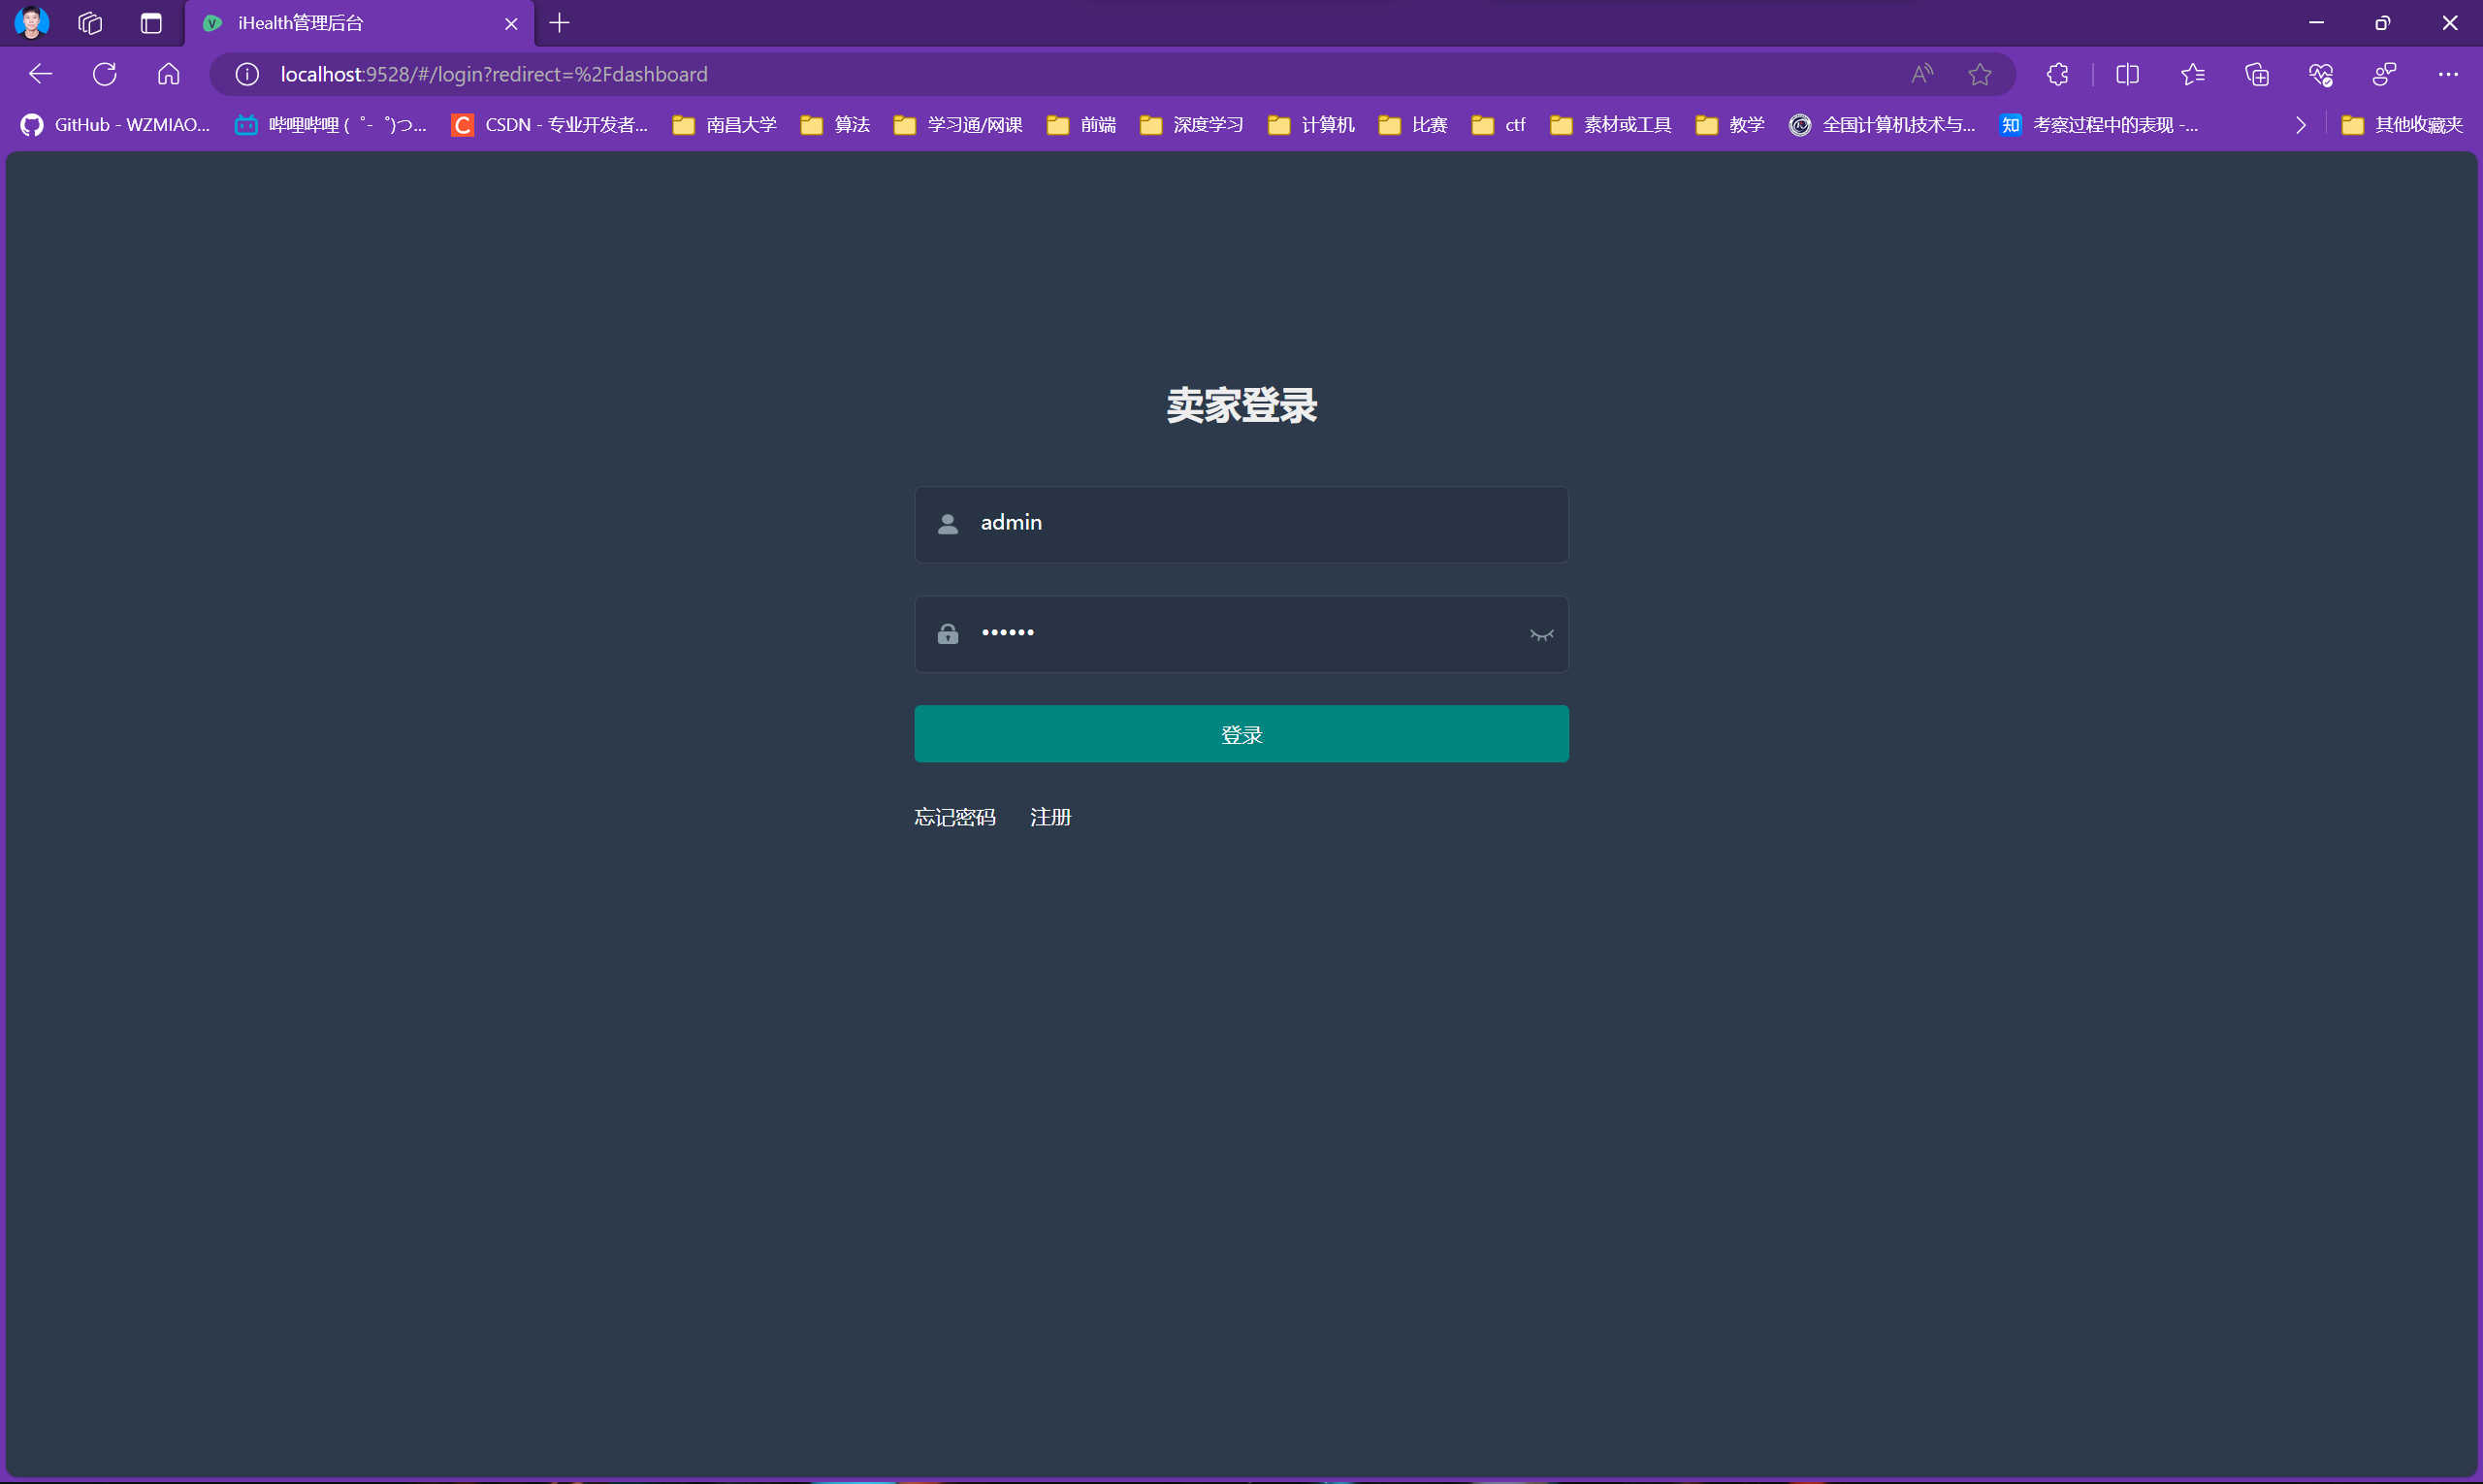 iHealth管理后台
localhost:9528/#/login?redirect=%2Fdashboard
GitHub - WZMIAO... 哔哩哔哩 ( ゜- ゜)つ... CSDN - 专业开发者... 南昌大学 算法 学习通/网课 前端 深度学习 计算机 比赛 ctf 素材或工具 教学 全国计算机技术与... 知 考察过程中的表现 -... 其他收藏夹
卖家登录
admin
••••••
登录
忘记密码 注册